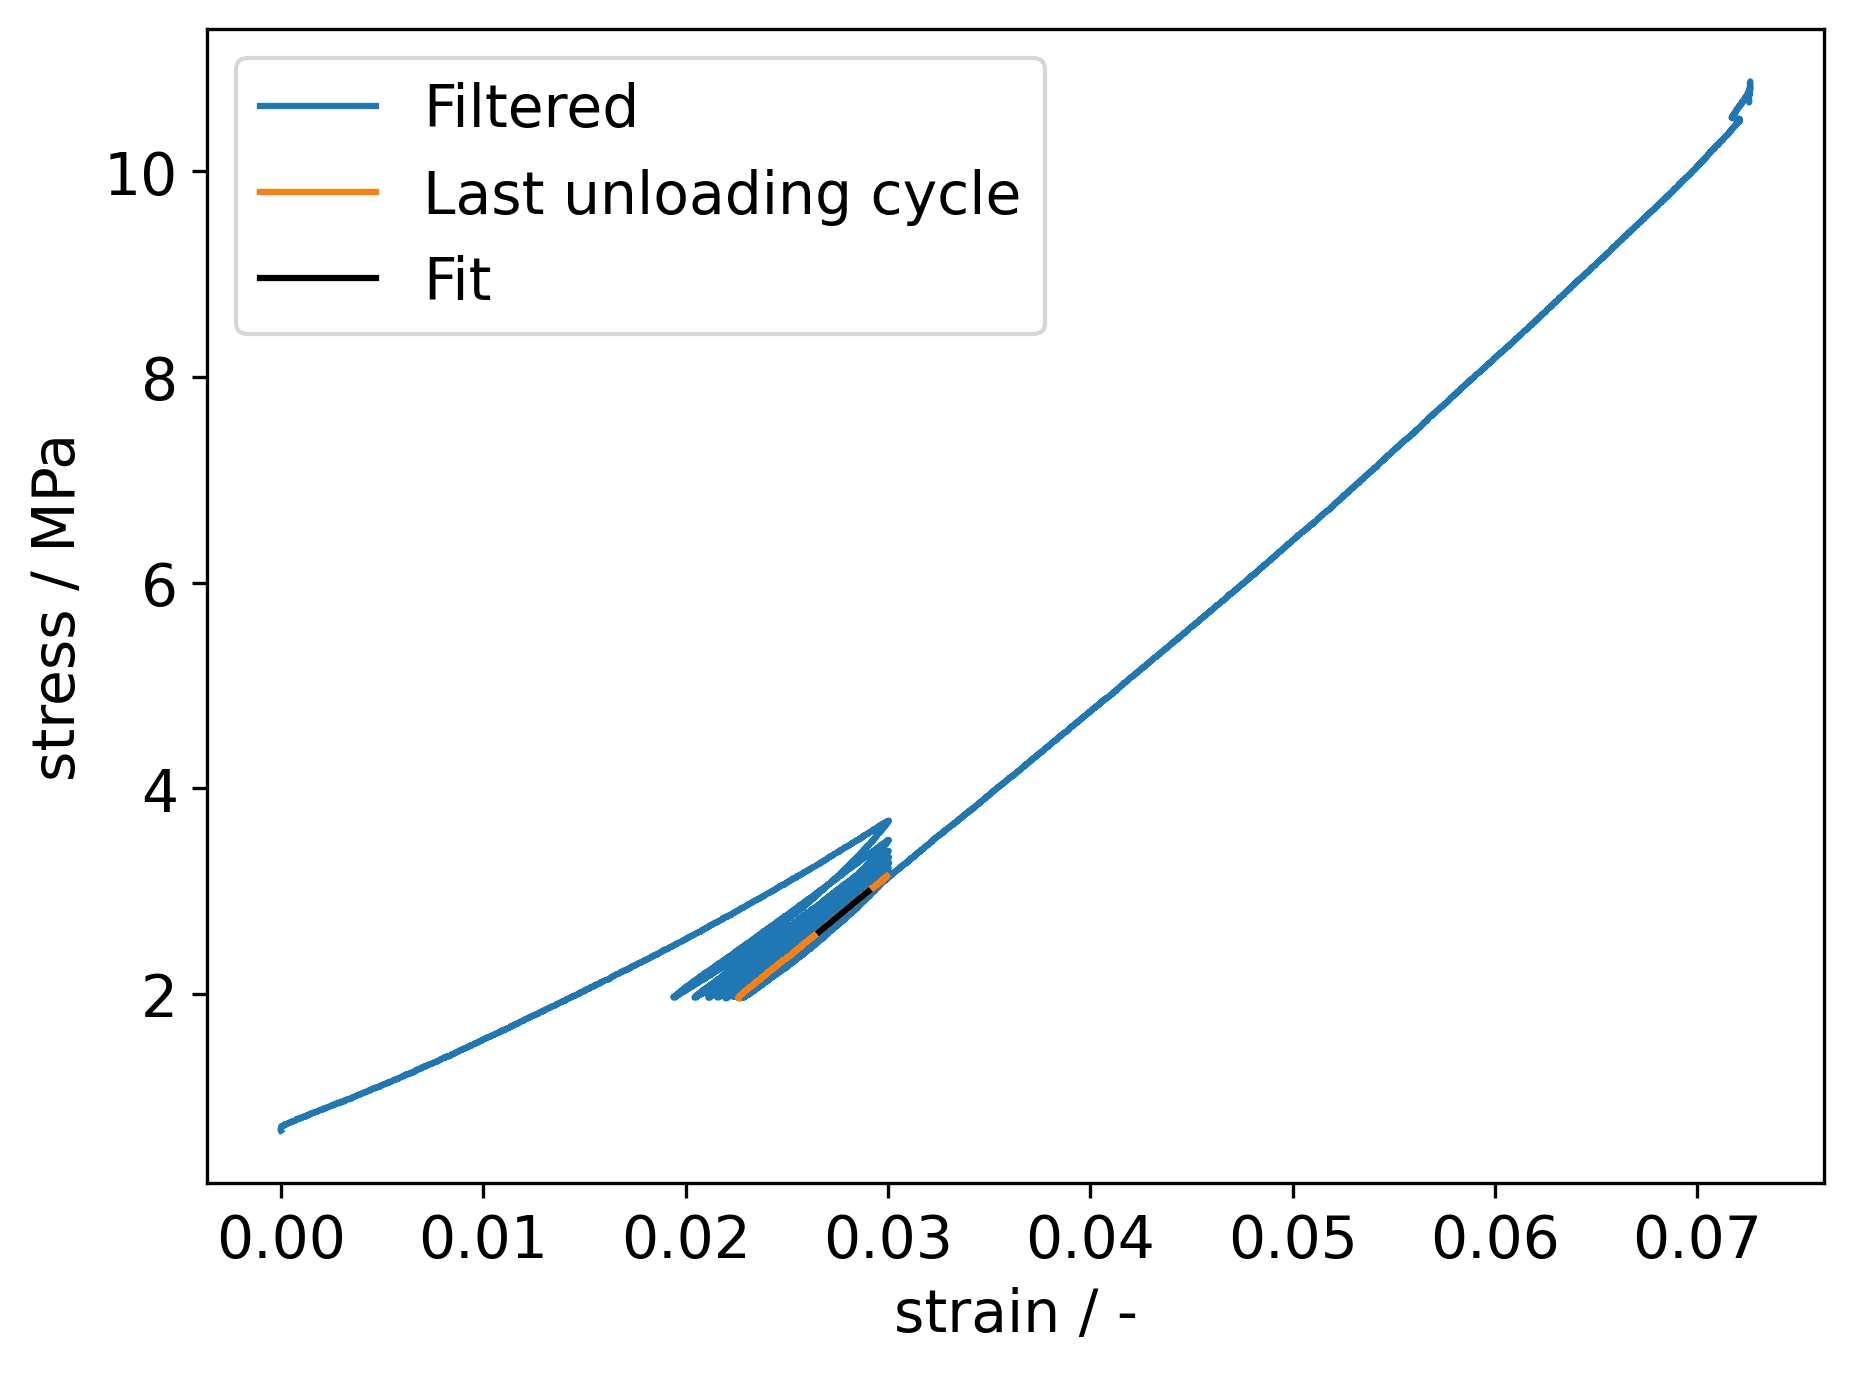 Filtered
Last unloading cycle
Fit
10
8
6
4
2
stress / MPa
0.00 0.01 0.02 0.03 0.04 0.05 0.06 0.07
strain / -